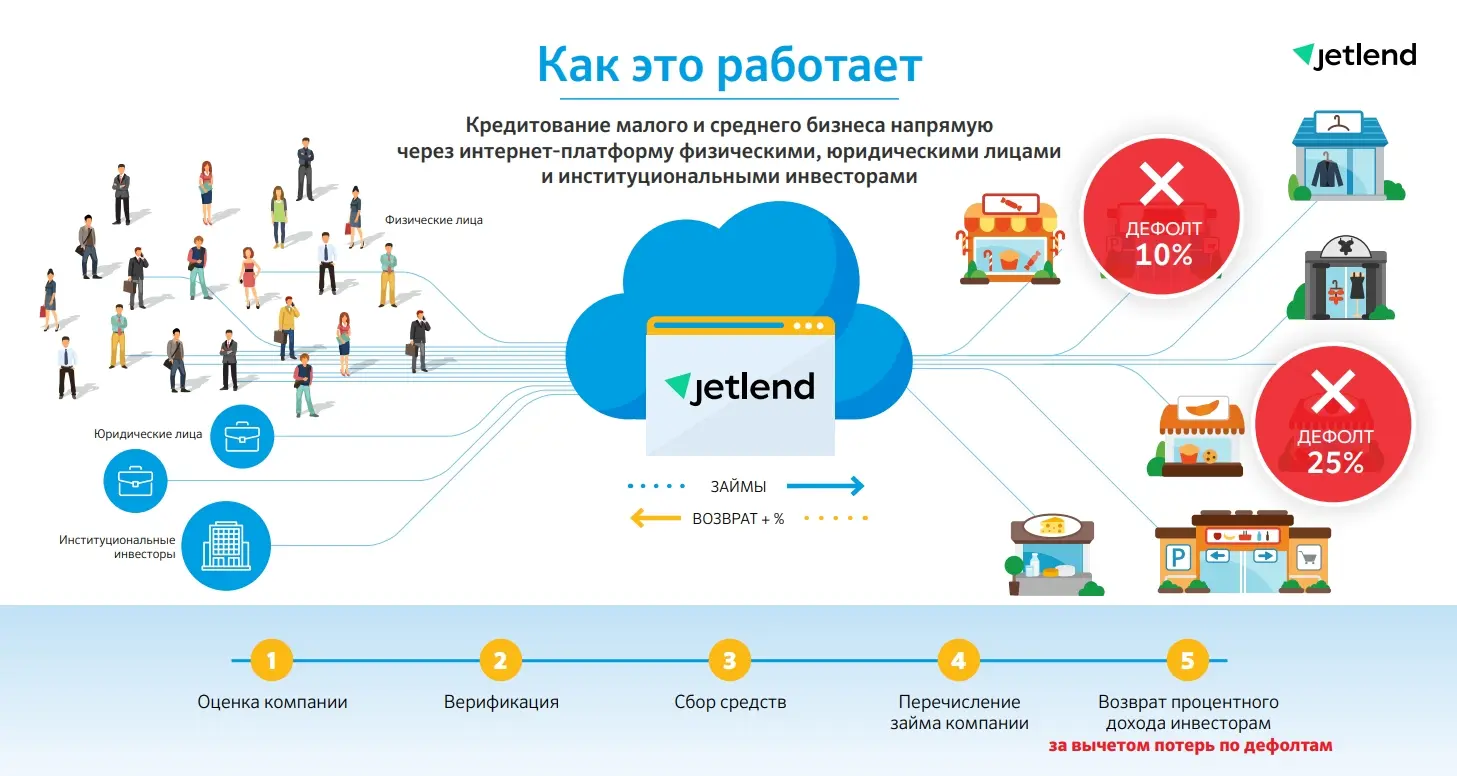 Как это работает
jetlend
Кредитование малого и среднего бизнеса напрямую
через интернет-платформу физическими, юридическими лицами
и институциональными инвесторами
Физические лица
ДЕФОЛТ
10%
jetlend
ДЕФОЛТ
25%
Юридические лица
ЗАЙМЫ
ВОЗВРАТ + %
Институциональные
инвесторы
P
1
Оценка компании
2
Верификация
3
Сбор средств
4
Перечисление
займа компании
5
Возврат процентного
дохода инвесторам
за вычетом потерь по дефолтам